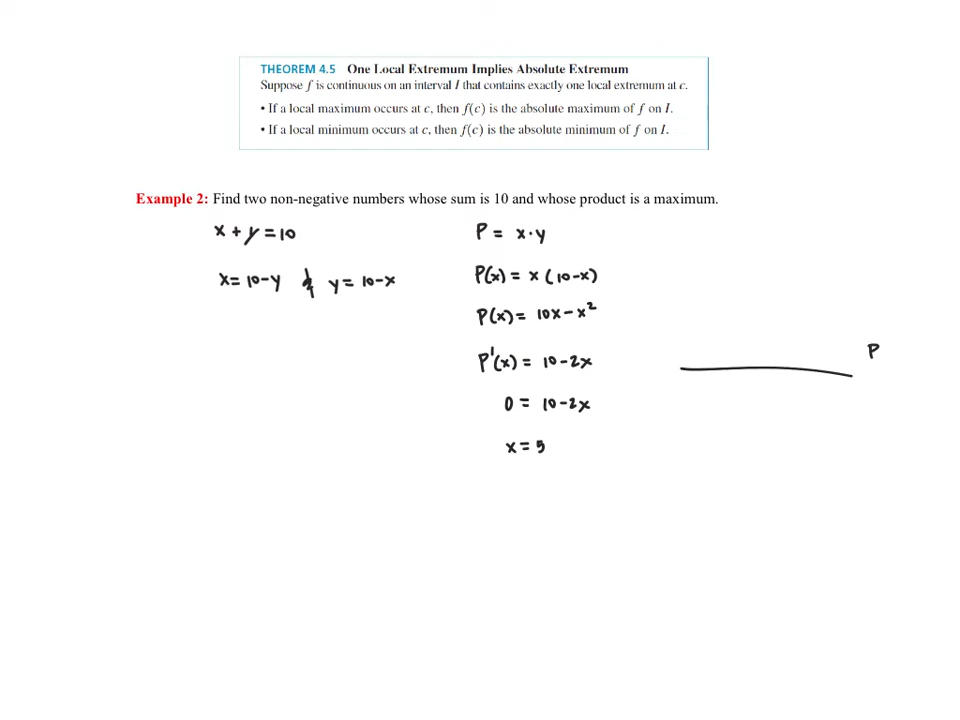 THEOREM 4.5 One Local Extremum Implies Absolute Extremum
Suppose f is continuous on an interval I that contains exactly one local extremum at c.
• If a local maximum occurs at c, then f(c) is the absolute maximum of f on I.
• If a local minimum occurs at c, then f(c) is the absolute minimum of f on I.
Example 2: Find two non-negative numbers whose sum is 10 and whose product is a maximum.
x + y = 10
x = 10 - y & y = 10 - x
P = x · y
P(x) = x (10 - x)
P(x) = 10x - x²
P'(x) = 10 - 2x
0 = 10 - 2x
x = 5
P